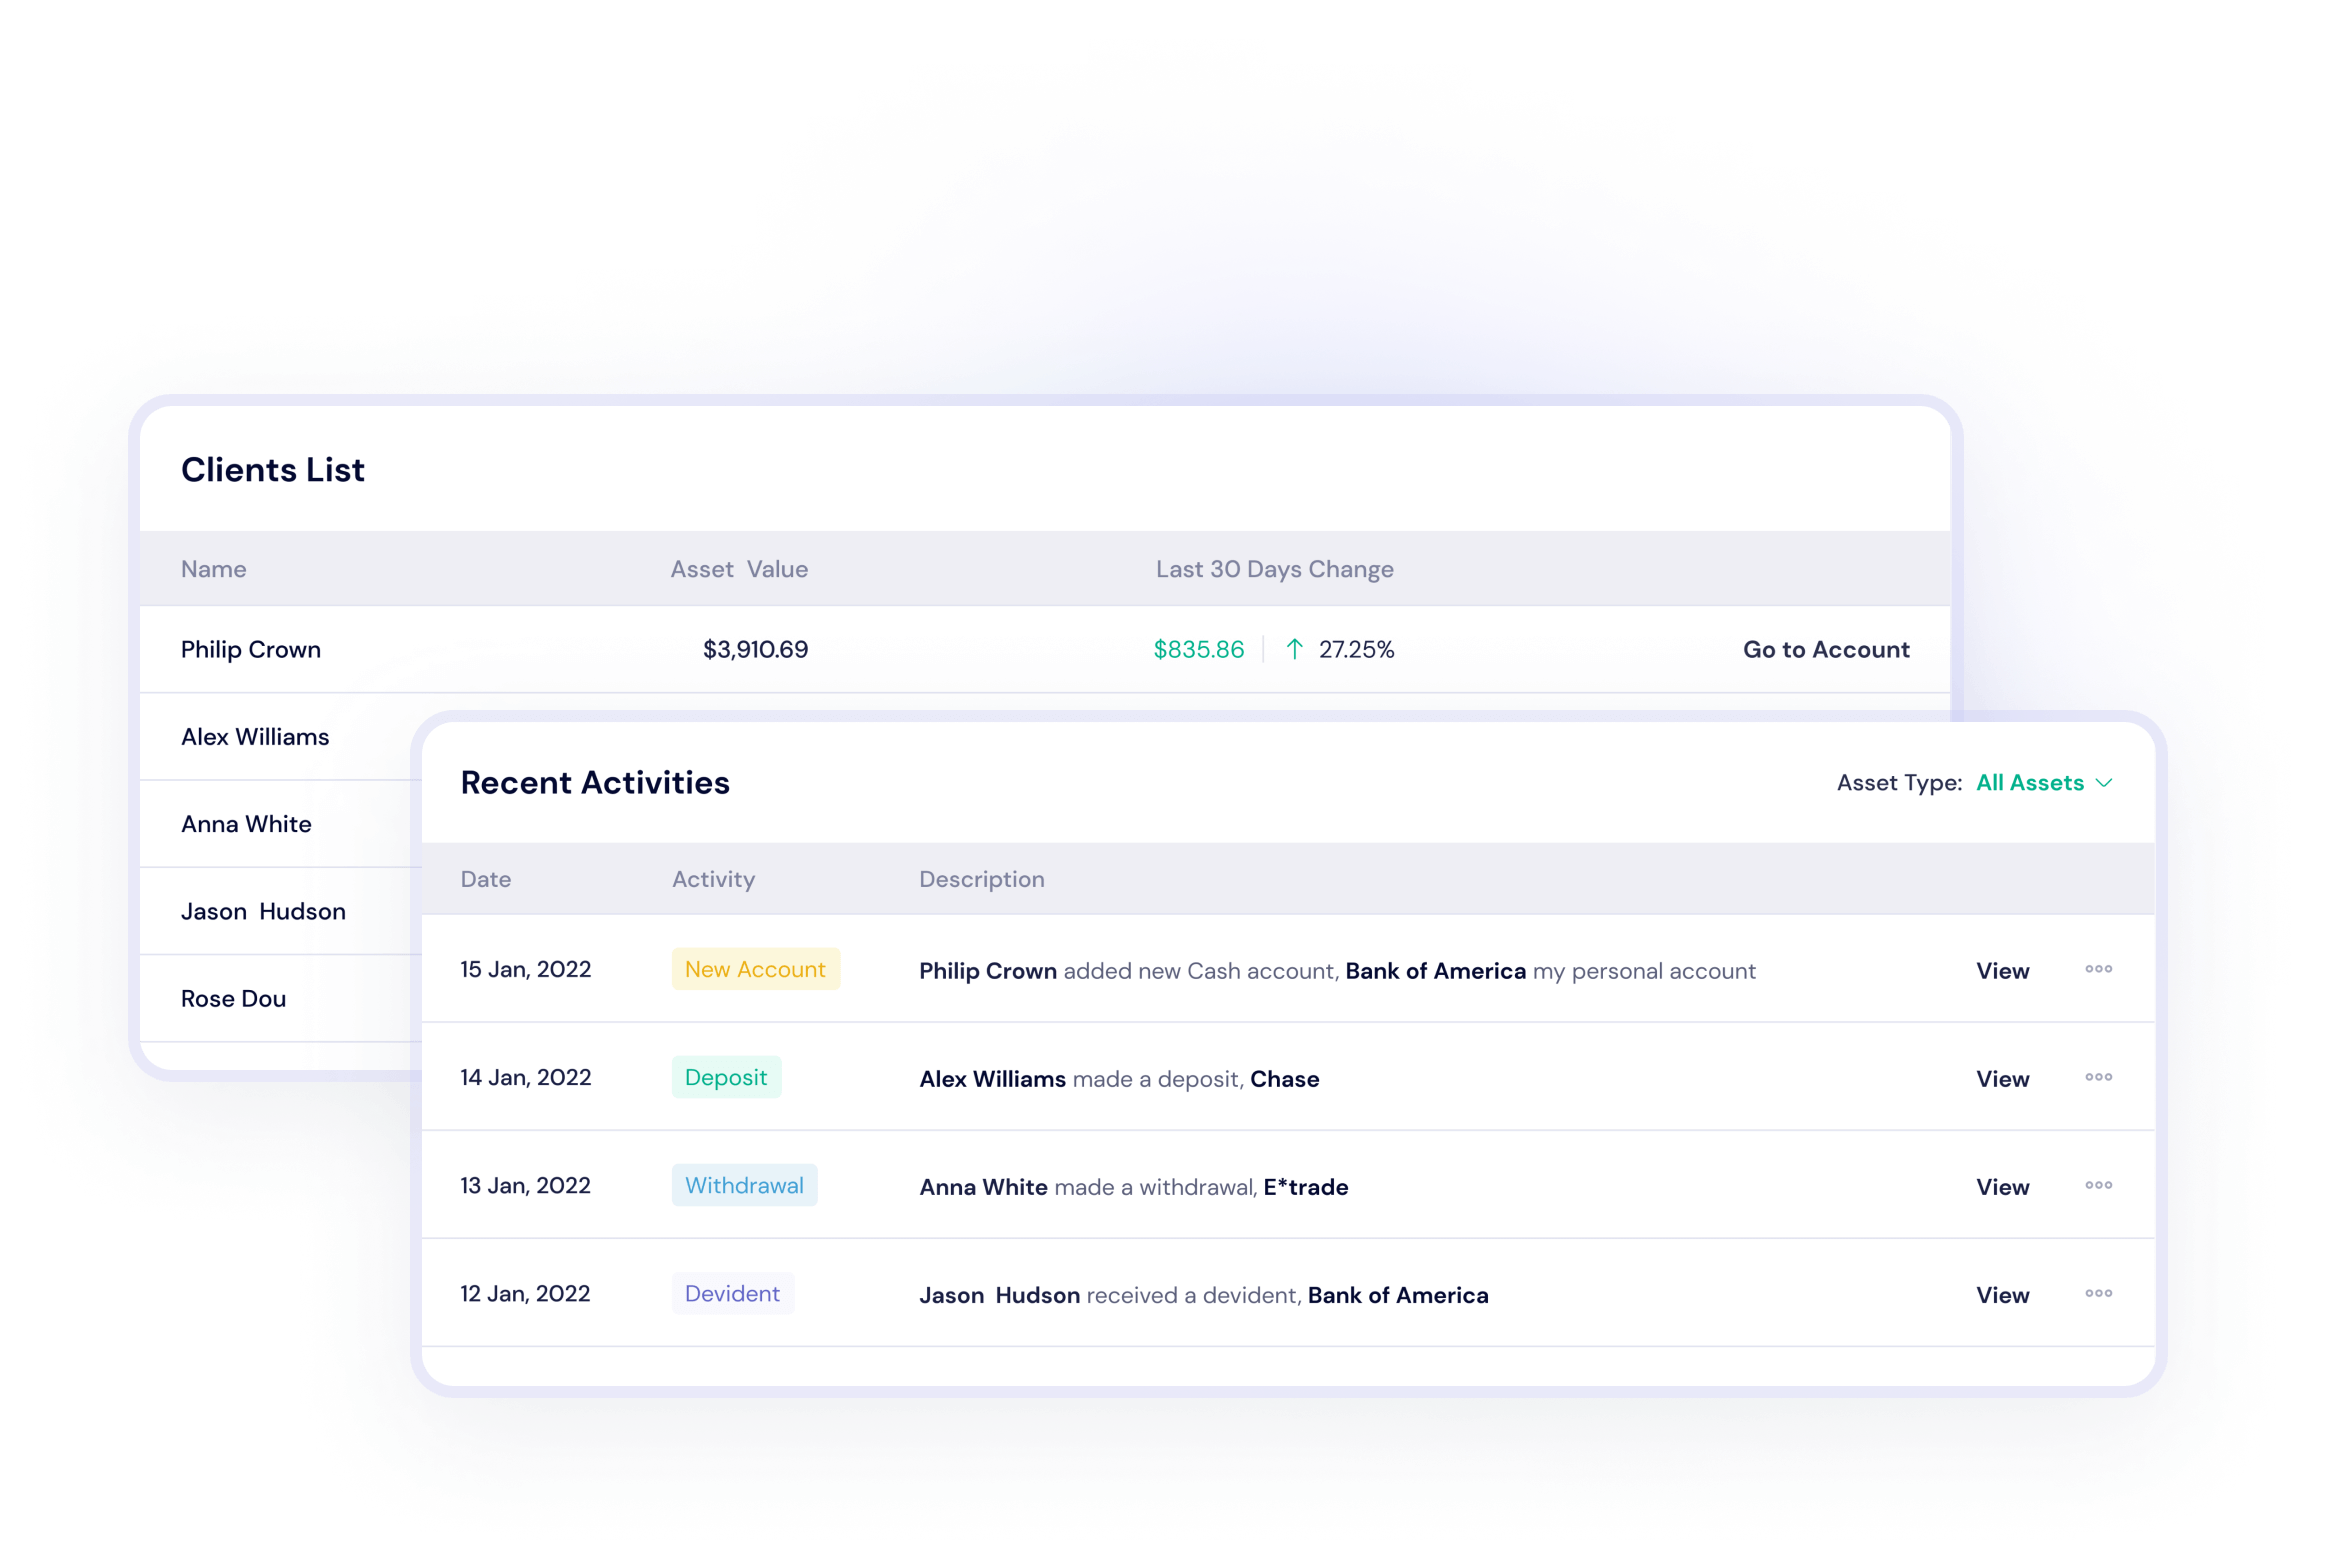 Clients List
Name Asset  Value Last 30 Days Change
Philip Crown $3,910.69 $835.86 ↑ 27.25% Go to Account
Alex Williams
Anna White
Jason  Hudson
Rose Dou
Recent Activities Asset Type: All Assets
Date Activity Description
15 Jan, 2022 New Account Philip Crown added new Cash account, Bank of America my personal account View
14 Jan, 2022 Deposit Alex Williams made a deposit, Chase View
13 Jan, 2022 Withdrawal Anna White made a withdrawal, E*trade View
12 Jan, 2022 Devident Jason  Hudson received a devident, Bank of America View